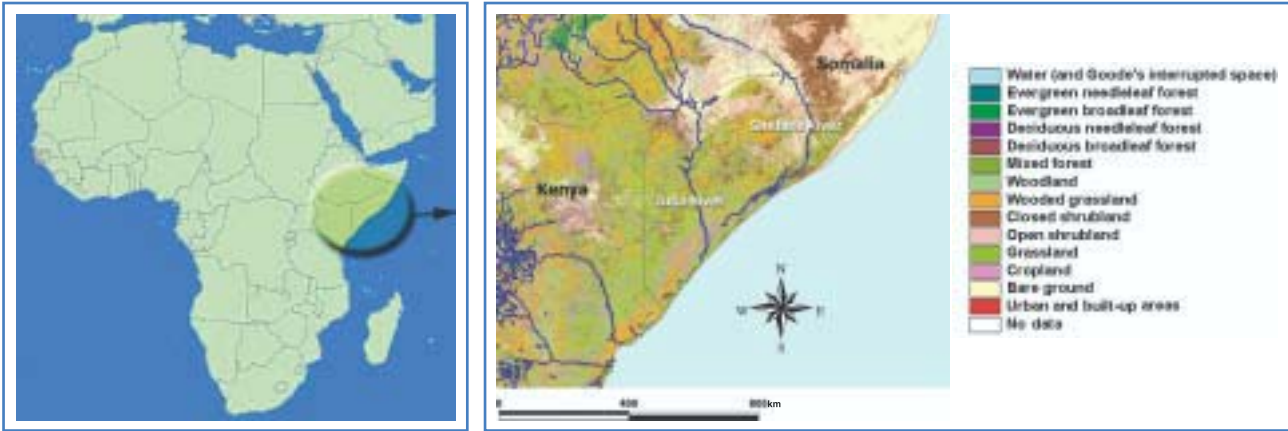 Somalia
Shebele River
Kenya
Juba River
N
W E
S
0 400 800km
Water (and Goode's interrupted space)
Evergreen needleleaf forest
Evergreen broadleaf forest
Deciduous needleleaf forest
Deciduous broadleaf forest
Mixed forest
Woodland
Wooded grassland
Closed shrubland
Open shrubland
Grassland
Cropland
Bare ground
Urban and built-up areas
No data